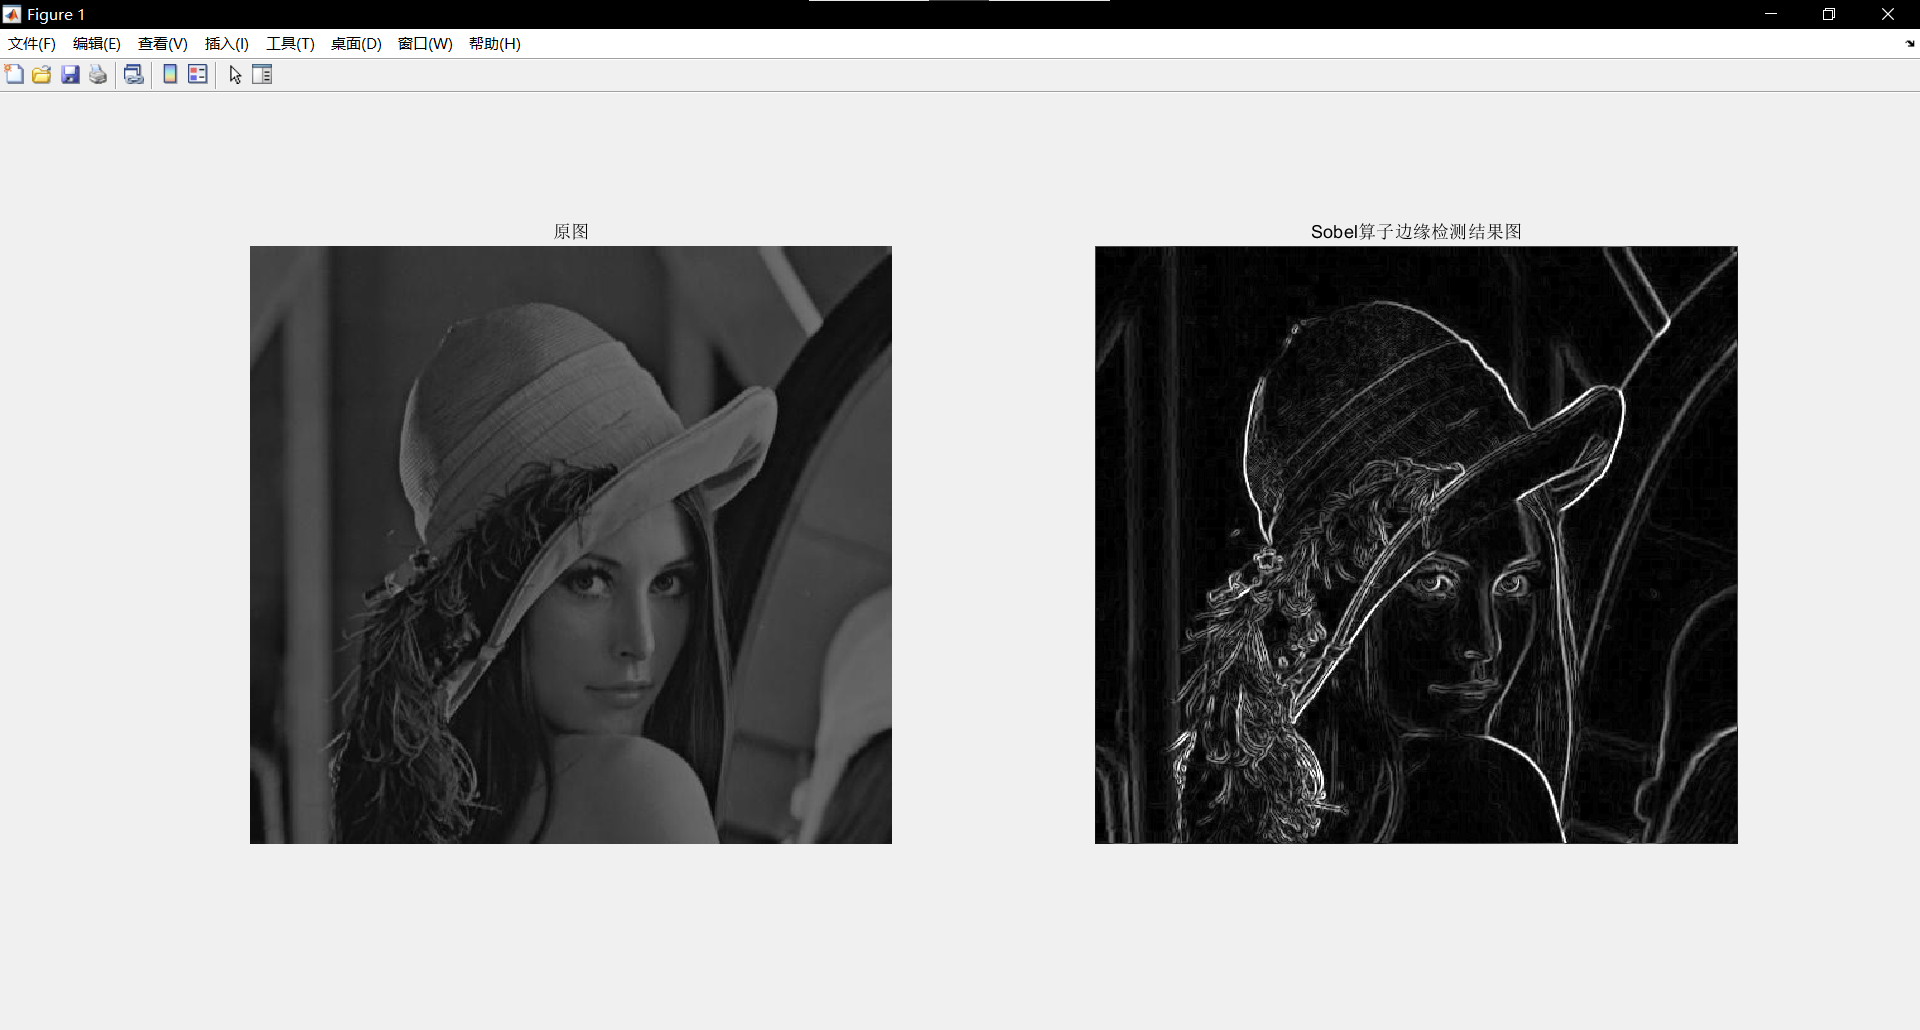 Figure 1
文件(F) 编辑(E) 查看(V) 插入(I) 工具(T) 桌面(D) 窗口(W) 帮助(H)
原图
Sobel算子边缘检测结果图